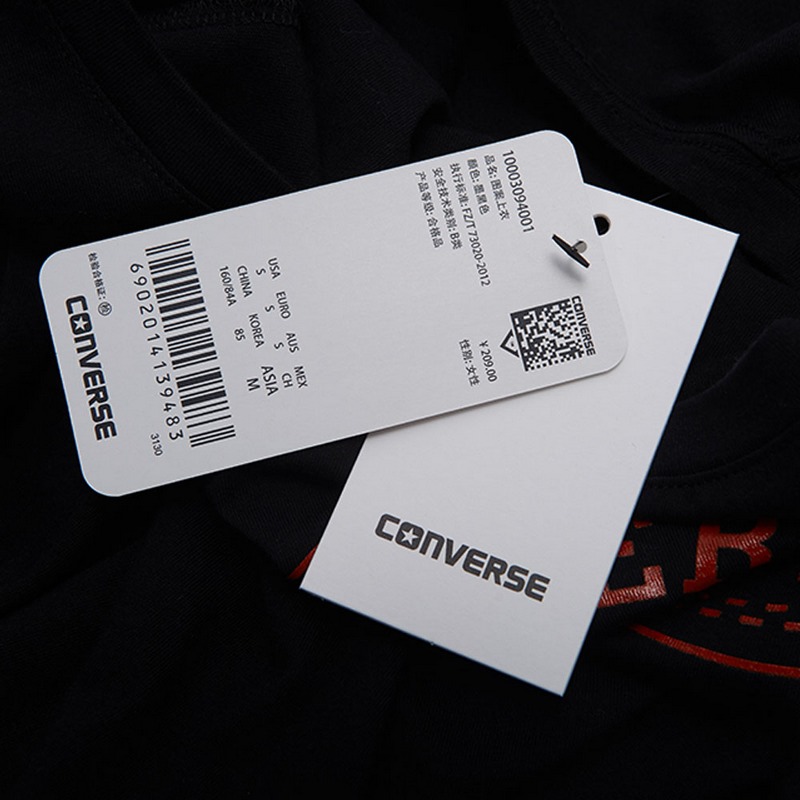 10003094001
品名: 图案上衣
颜色: 墨黑色
执行标准: FZ/T 73020-2012
安全技术类别: B类
产品等级: 合格品
CONVERSE
￥209.00
性别: 女性
USA EURO AUS MEX
S S S CH
CHINA KOREA ASIA
160/84A 85 M
6902014139483
3130
检验合格证: 检
CONVERSE
CONVERSE
ER